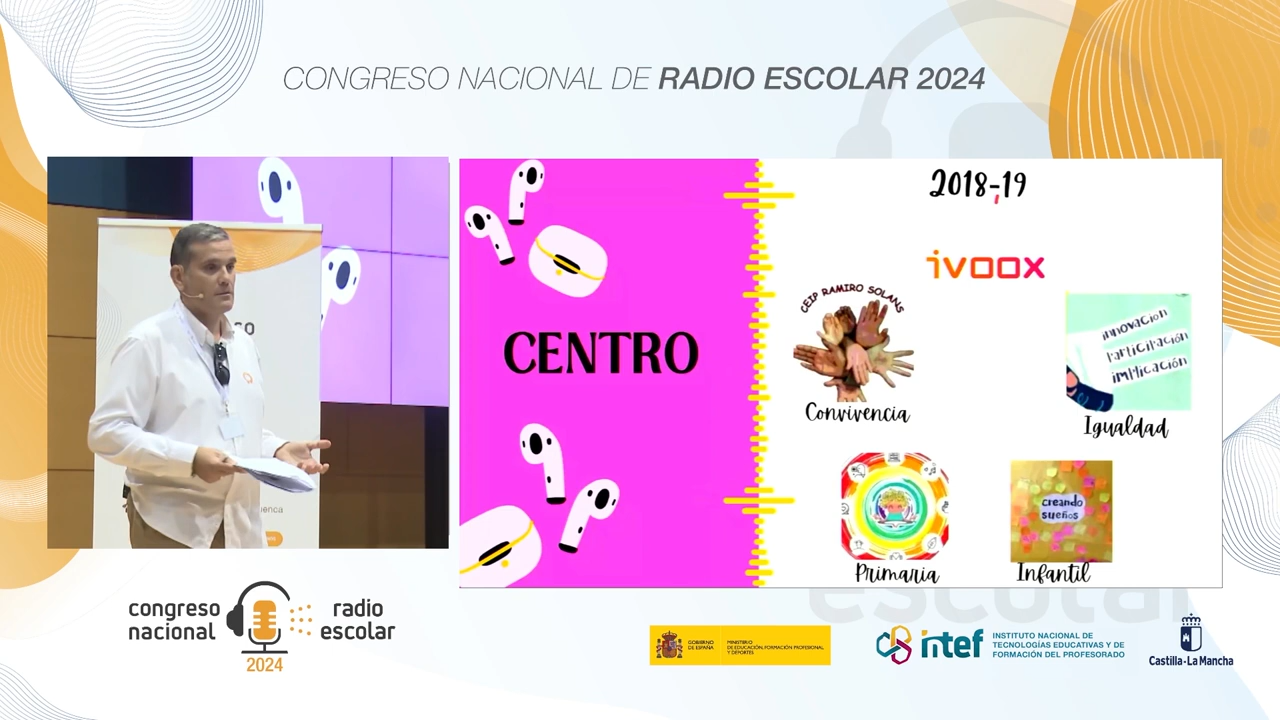 CONGRESO NACIONAL DE RADIO ESCOLAR 2024
CENTRO
2018-19
ivoox
CEIP RAMIRO SOLANS
Convivencia
innovación
Participación
implicación
Igualdad
Primaria
creando
sueños
Infantil
congreso
nacional
radio
escolar
2024
GOBIERNO
DE ESPAÑA
MINISTERIO
DE EDUCACIÓN, FORMACIÓN PROFESIONAL
Y DEPORTES
intef
INSTITUTO NACIONAL DE
TECNOLOGÍAS EDUCATIVAS Y DE
FORMACIÓN DEL PROFESORADO
Castilla-La Mancha
escolar